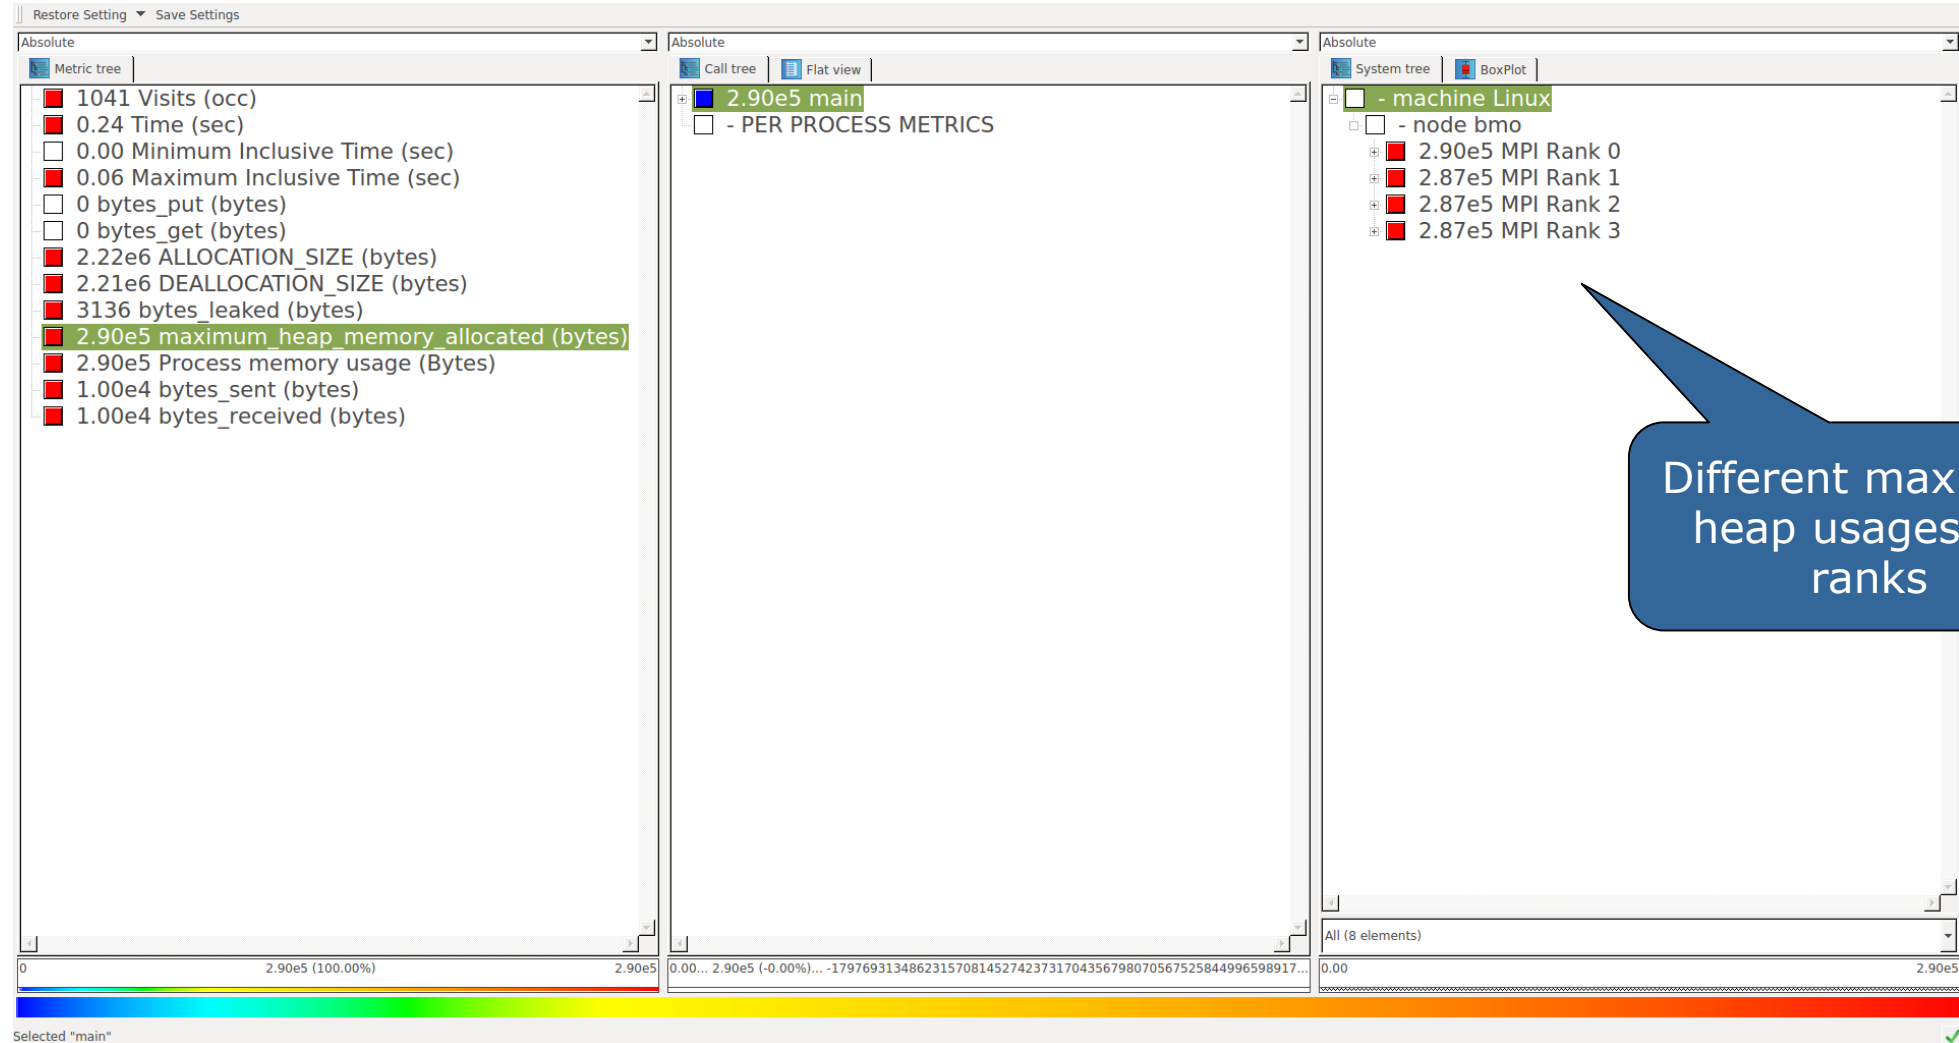 Restore Setting Save Settings
Absolute
Metric tree
1041 Visits (occ)
0.24 Time (sec)
0.00 Minimum Inclusive Time (sec)
0.06 Maximum Inclusive Time (sec)
0 bytes_put (bytes)
0 bytes_get (bytes)
2.22e6 ALLOCATION_SIZE (bytes)
2.21e6 DEALLOCATION_SIZE (bytes)
3136 bytes_leaked (bytes)
2.90e5 maximum_heap_memory_allocated (bytes)
2.90e5 Process memory usage (Bytes)
1.00e4 bytes_sent (bytes)
1.00e4 bytes_received (bytes)
0 2.90e5 (100.00%) 2.90e5
Absolute
Call tree Flat view
2.90e5 main
- PER PROCESS METRICS
0.00... 2.90e5 (-0.00%)... -1797693134862315708145274237317043567980705675258449965989 17...
Absolute
System tree BoxPlot
- machine Linux
- node bmo
2.90e5 MPI Rank 0
2.87e5 MPI Rank 1
2.87e5 MPI Rank 2
2.87e5 MPI Rank 3
Different max
heap usages
ranks
All (8 elements)
0.00 2.90e5
Selected "main"